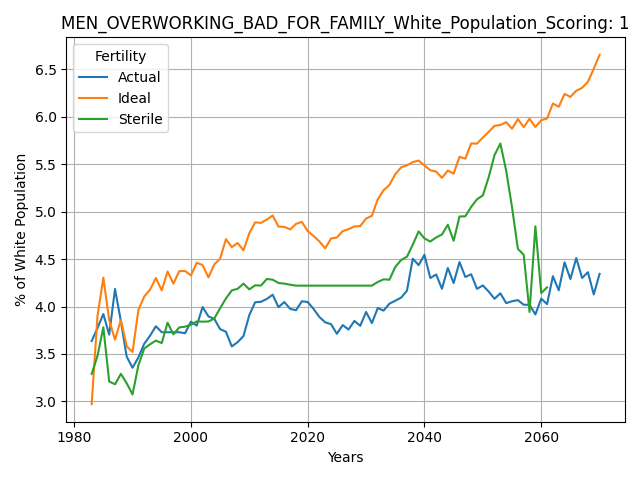 MEN_OVERWORKING_BAD_FOR_FAMILY_White_Population_Scoring: 1
Fertility
Actual
Ideal
Sterile
% of White Population
6.5
6.0
5.5
5.0
4.5
4.0
3.5
3.0
1980
2000
2020
2040
2060
Years